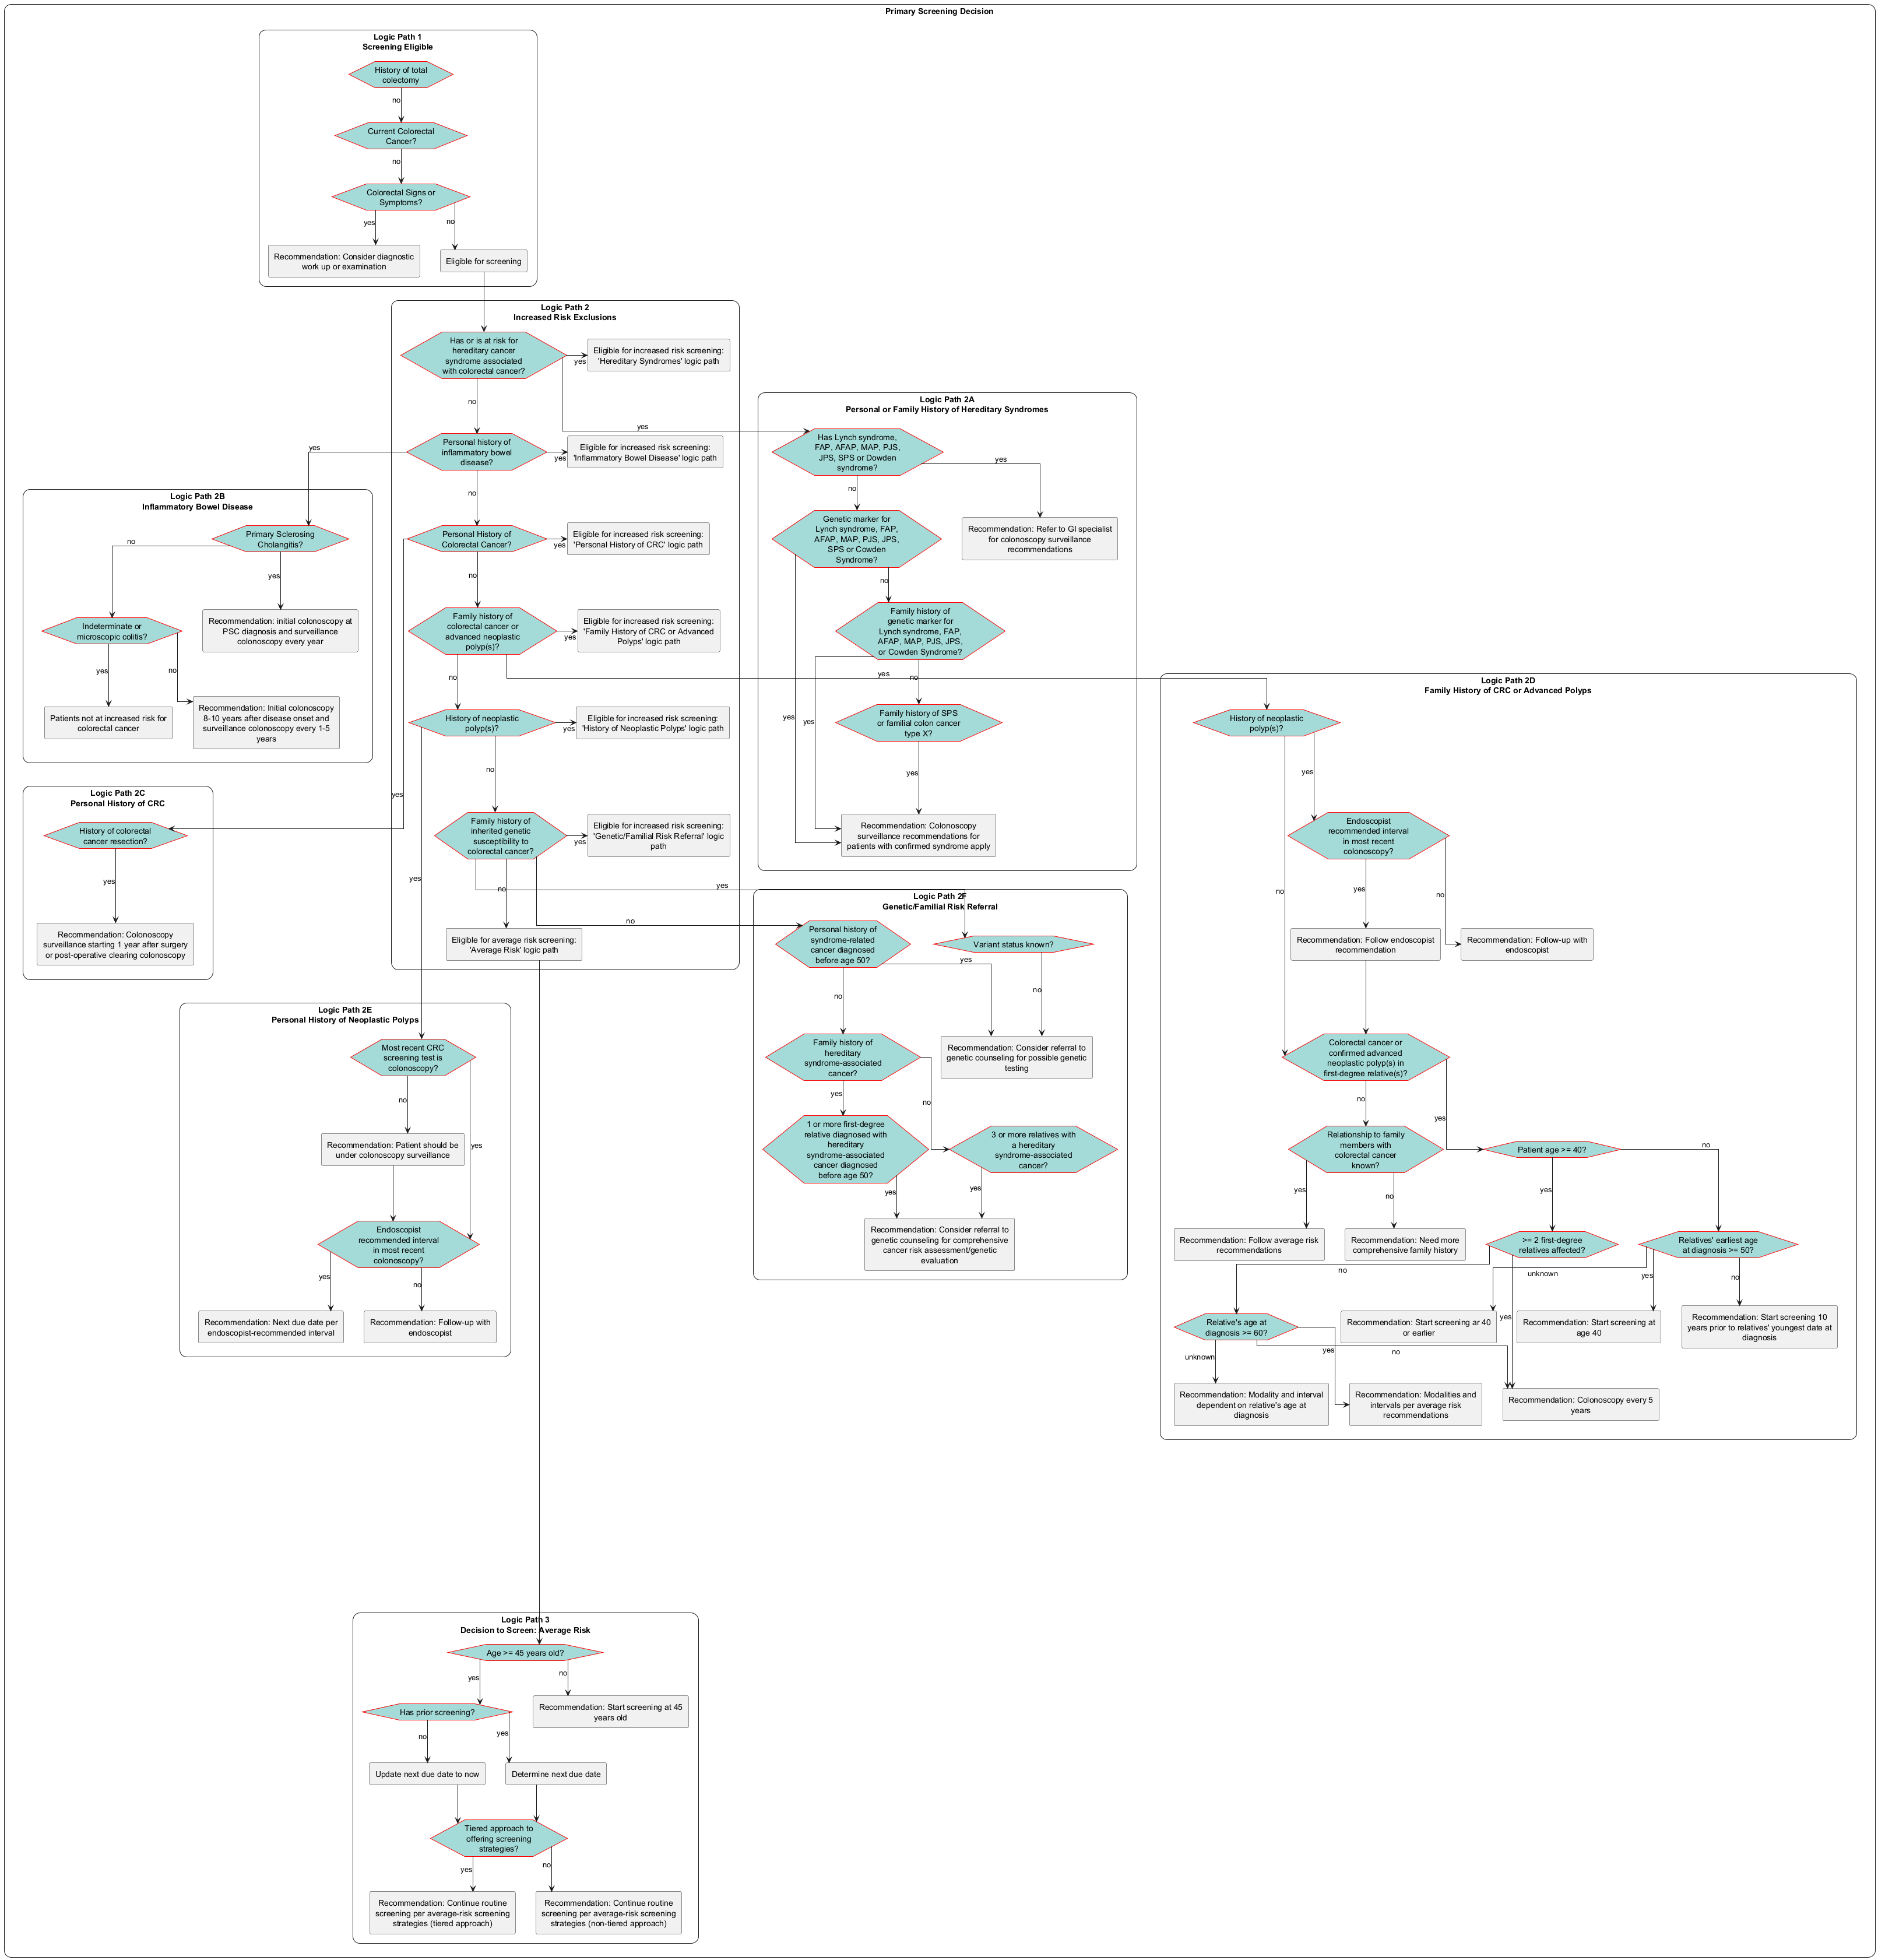 Primary Screening Decision
Logic Path 1
Screening Eligible
History of total
colectomy
no
Current Colorectal
Cancer?
no
Colorectal Signs or
Symptoms?
yes
no
Recommendation: Consider diagnostic
work up or examination
Eligible for screening
Logic Path 2
Increased Risk Exclusions
Has or is at risk for
hereditary cancer
syndrome associated
with colorectal cancer?
yes
Eligible for increased risk screening:
'Hereditary Syndromes' logic path
no
yes
Personal history of
inflammatory bowel
disease?
yes
yes
Eligible for increased risk screening:
'Inflammatory Bowel Disease' logic path
no
Personal History of
Colorectal Cancer?
yes
Eligible for increased risk screening:
'Personal History of CRC' logic path
no
yes
Family history of
colorectal cancer or
advanced neoplastic
polyp(s)?
yes
Eligible for increased risk screening:
'Family History of CRC or Advanced
Polyps' logic path
no
yes
History of neoplastic
polyp(s)?
yes
Eligible for increased risk screening:
'History of Neoplastic Polyps' logic path
no
yes
Family history of
inherited genetic
susceptibility to
colorectal cancer?
yes
Eligible for increased risk screening:
'Genetic/Familial Risk Referral' logic
path
no
yes
no
Eligible for average risk screening:
'Average Risk' logic path
Logic Path 2A
Personal or Family History of Hereditary Syndromes
Has Lynch syndrome,
FAP, AFAP, MAP, PJS,
JPS, SPS or Dowden
syndrome?
yes
no
Genetic marker for
Lynch syndrome, FAP,
AFAP, MAP, PJS, JPS,
SPS or Cowden
Syndrome?
Recommendation: Refer to GI specialist
for colonoscopy surveillance
recommendations
yes
no
Family history of
genetic marker for
Lynch syndrome, FAP,
AFAP, MAP, PJS, JPS,
or Cowden Syndrome?
yes
no
Family history of SPS
or familial colon cancer
type X?
yes
Recommendation: Colonoscopy
surveillance recommendations for
patients with confirmed syndrome apply
Logic Path 2B
Inflammatory Bowel Disease
Primary Sclerosing
Cholangitis?
no
yes
Indeterminate or
microscopic colitis?
Recommendation: initial colonoscopy at
PSC diagnosis and surveillance
colonoscopy every year
yes
no
Patients not at increased risk for
colorectal cancer
Recommendation: Initial colonoscopy
8-10 years after disease onset and
surveillance colonoscopy every 1-5
years
Logic Path 2C
Personal History of CRC
History of colorectal
cancer resection?
yes
Recommendation: Colonoscopy
surveillance starting 1 year after surgery
or post-operative clearing colonoscopy
Logic Path 2D
Family History of CRC or Advanced Polyps
History of neoplastic
polyp(s)?
yes
no
Endoscopist
recommended interval
in most recent
colonoscopy?
yes
no
Recommendation: Follow endoscopist
recommendation
Recommendation: Follow-up with
endoscopist
Colorectal cancer or
confirmed advanced
neoplastic polyp(s) in
first-degree relative(s)?
no
yes
Relationship to family
members with
colorectal cancer
known?
Patient age >= 40?
no
yes
no
yes
Recommendation: Follow average risk
recommendations
Recommendation: Need more
comprehensive family history
>= 2 first-degree
relatives affected?
Relatives' earliest age
at diagnosis >= 50?
no
yes
unknown
yes
no
Relative's age at
diagnosis >= 60?
Recommendation: Start screening ar 40
or earlier
Recommendation: Start screening at
age 40
Recommendation: Start screening 10
years prior to relatives' youngest date at
diagnosis
unknown
yes
no
Recommendation: Modality and interval
dependent on relative's age at
diagnosis
Recommendation: Modalities and
intervals per average risk
recommendations
Recommendation: Colonoscopy every 5
years
Logic Path 2F
Genetic/Familial Risk Referral
Personal history of
syndrome-related
cancer diagnosed
before age 50?
Variant status known?
yes
no
no
Family history of
hereditary
syndrome-associated
cancer?
Recommendation: Consider referral to
genetic counseling for possible genetic
testing
yes
no
1 or more first-degree
relative diagnosed with
hereditary
syndrome-associated
cancer diagnosed
before age 50?
3 or more relatives with
a hereditary
syndrome-associated
cancer?
yes
yes
Recommendation: Consider referral to
genetic counseling for comprehensive
cancer risk assessment/genetic
evaluation
Logic Path 2E
Personal History of Neoplastic Polyps
Most recent CRC
screening test is
colonoscopy?
no
yes
Recommendation: Patient should be
under colonoscopy surveillance
Endoscopist
recommended interval
in most recent
colonoscopy?
yes
no
Recommendation: Next due date per
endoscopist-recommended interval
Recommendation: Follow-up with
endoscopist
Logic Path 3
Decision to Screen: Average Risk
Age >= 45 years old?
yes
no
Has prior screening?
Recommendation: Start screening at 45
years old
no
yes
Update next due date to now
Determine next due date
Tiered approach to
offering screening
strategies?
yes
no
Recommendation: Continue routine
screening per average-risk screening
strategies (tiered approach)
Recommendation: Continue routine
screening per average-risk screening
strategies (non-tiered approach)